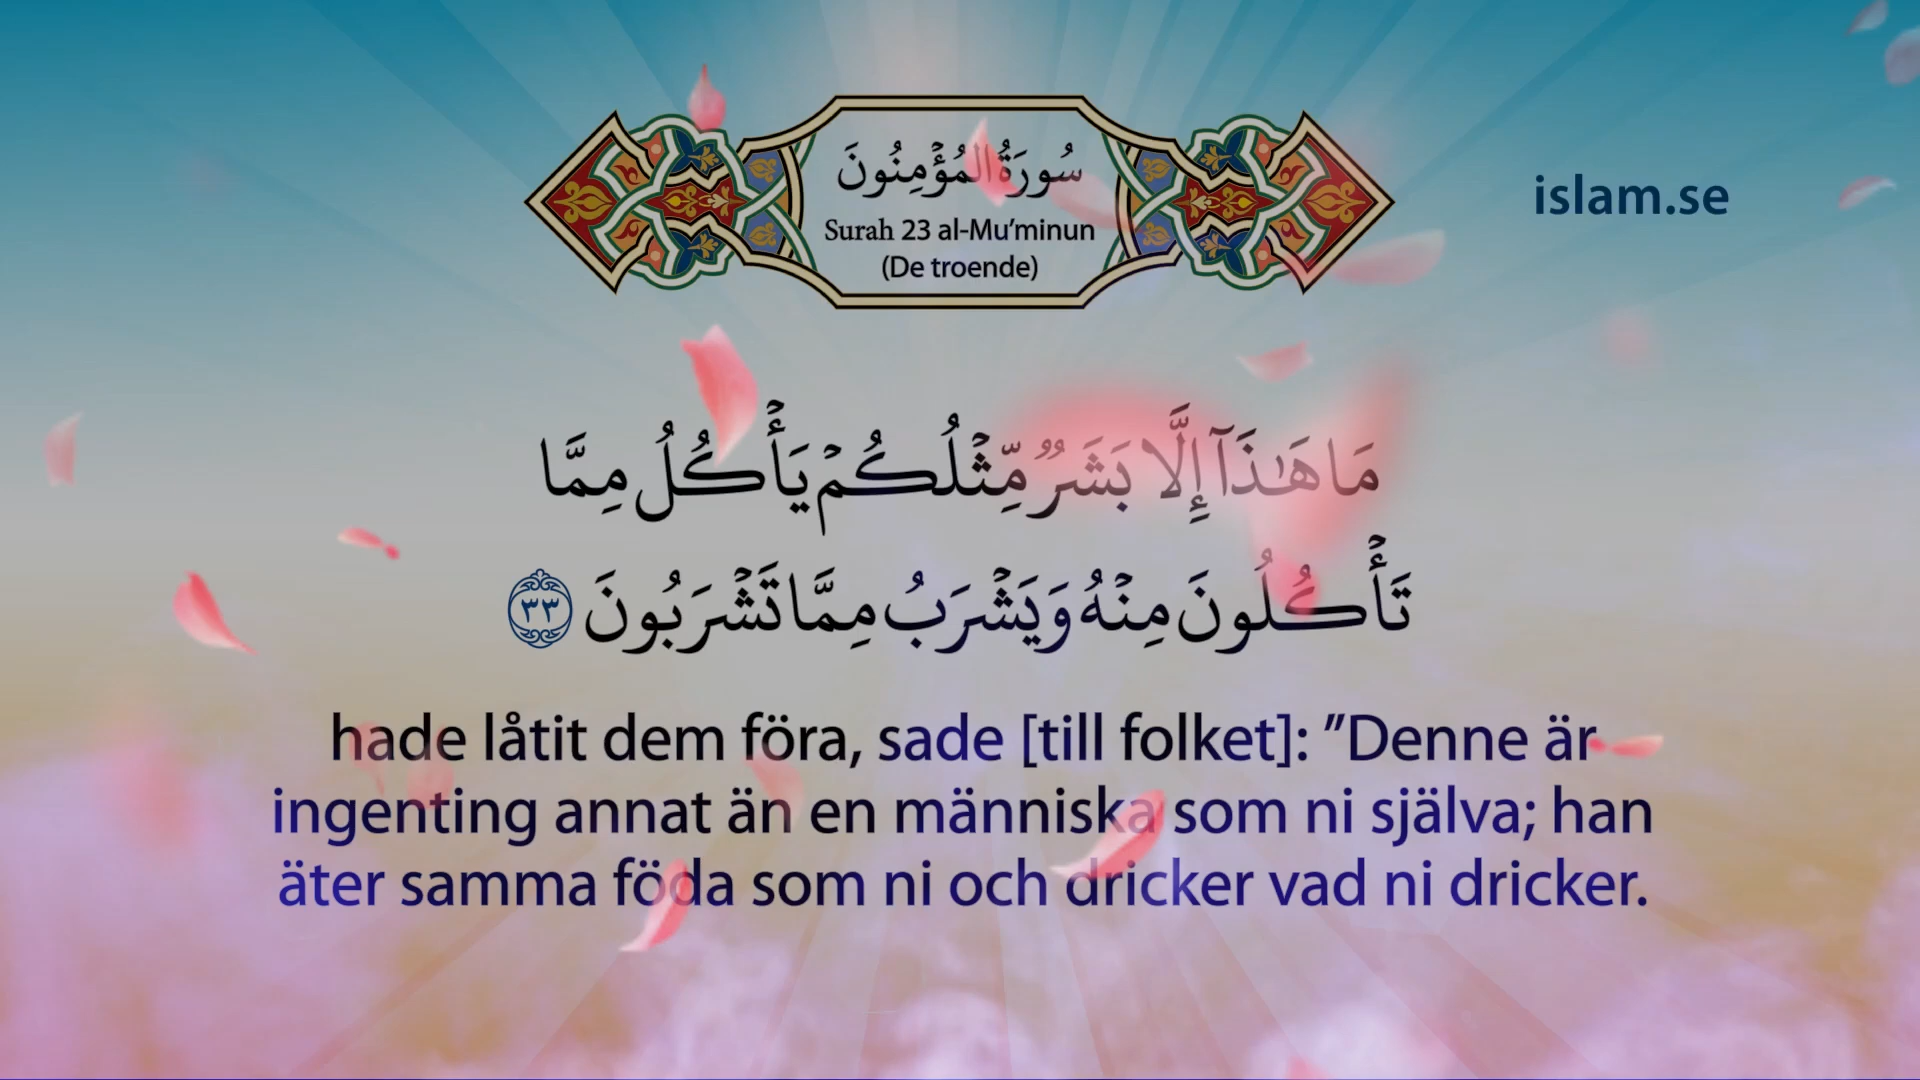 سُورَةُ المُؤۡمِنُونَ
Surah 23 al-Mu’minun
(De troende)
islam.se
مَا هَـٰذَآ إِلَّا بَشَرٞ مِّثۡلُكُمۡ يَأۡكُلُ مِمَّا
تَأۡكُلُونَ مِنۡهُ وَيَشۡرَبُ مِمَّا تَشۡرَبُونَ ٣٣
hade låtit dem föra, sade [till folket]: ”Denne är
ingenting annat än en människa som ni själva; han
äter samma föda som ni och dricker vad ni dricker.